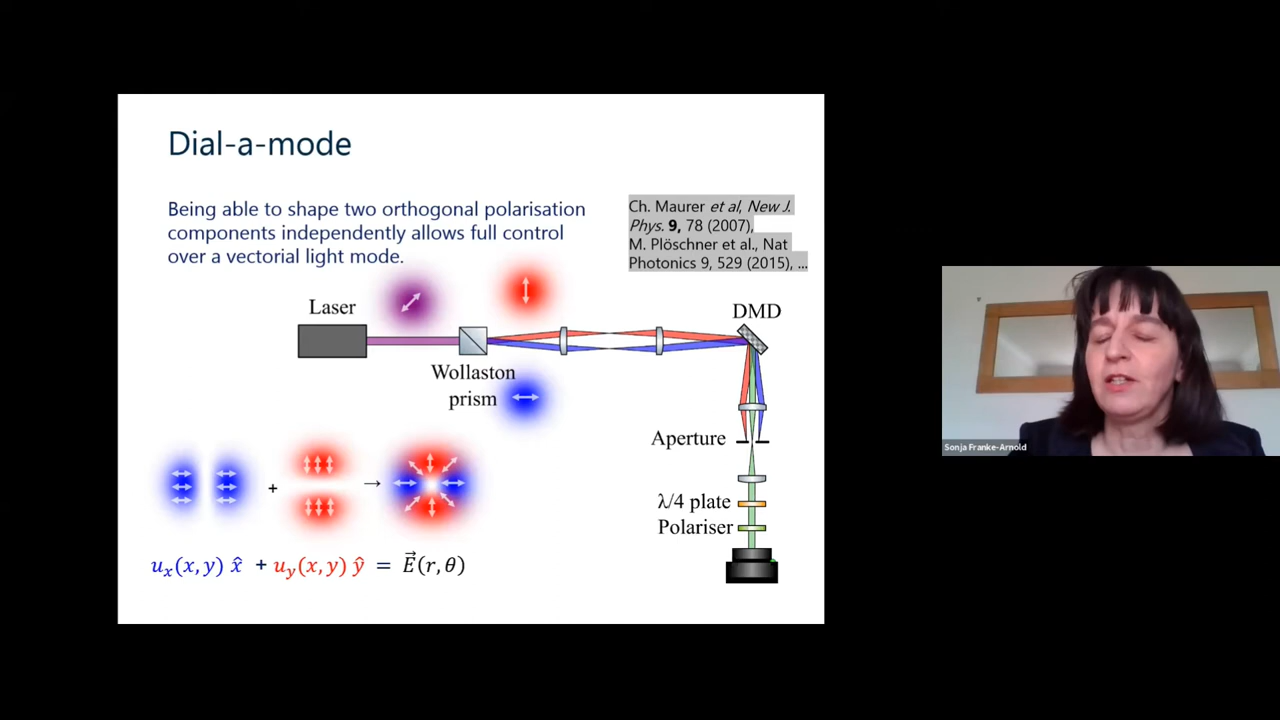 Dial-a-mode
Being able to shape two orthogonal polarisation
components independently allows full control
over a vectorial light mode.
Ch. Maurer et al, New J.
Phys. 9, 78 (2007),
M. Plöschner et al., Nat
Photonics 9, 529 (2015), ...
Laser
DMD
Wollaston
prism
Aperture
λ/4 plate
Polariser
+
→
u_x(x, y) x̂ + u_y(x, y) ŷ = E⃗(r, θ)
Sonja Franke-Arnold